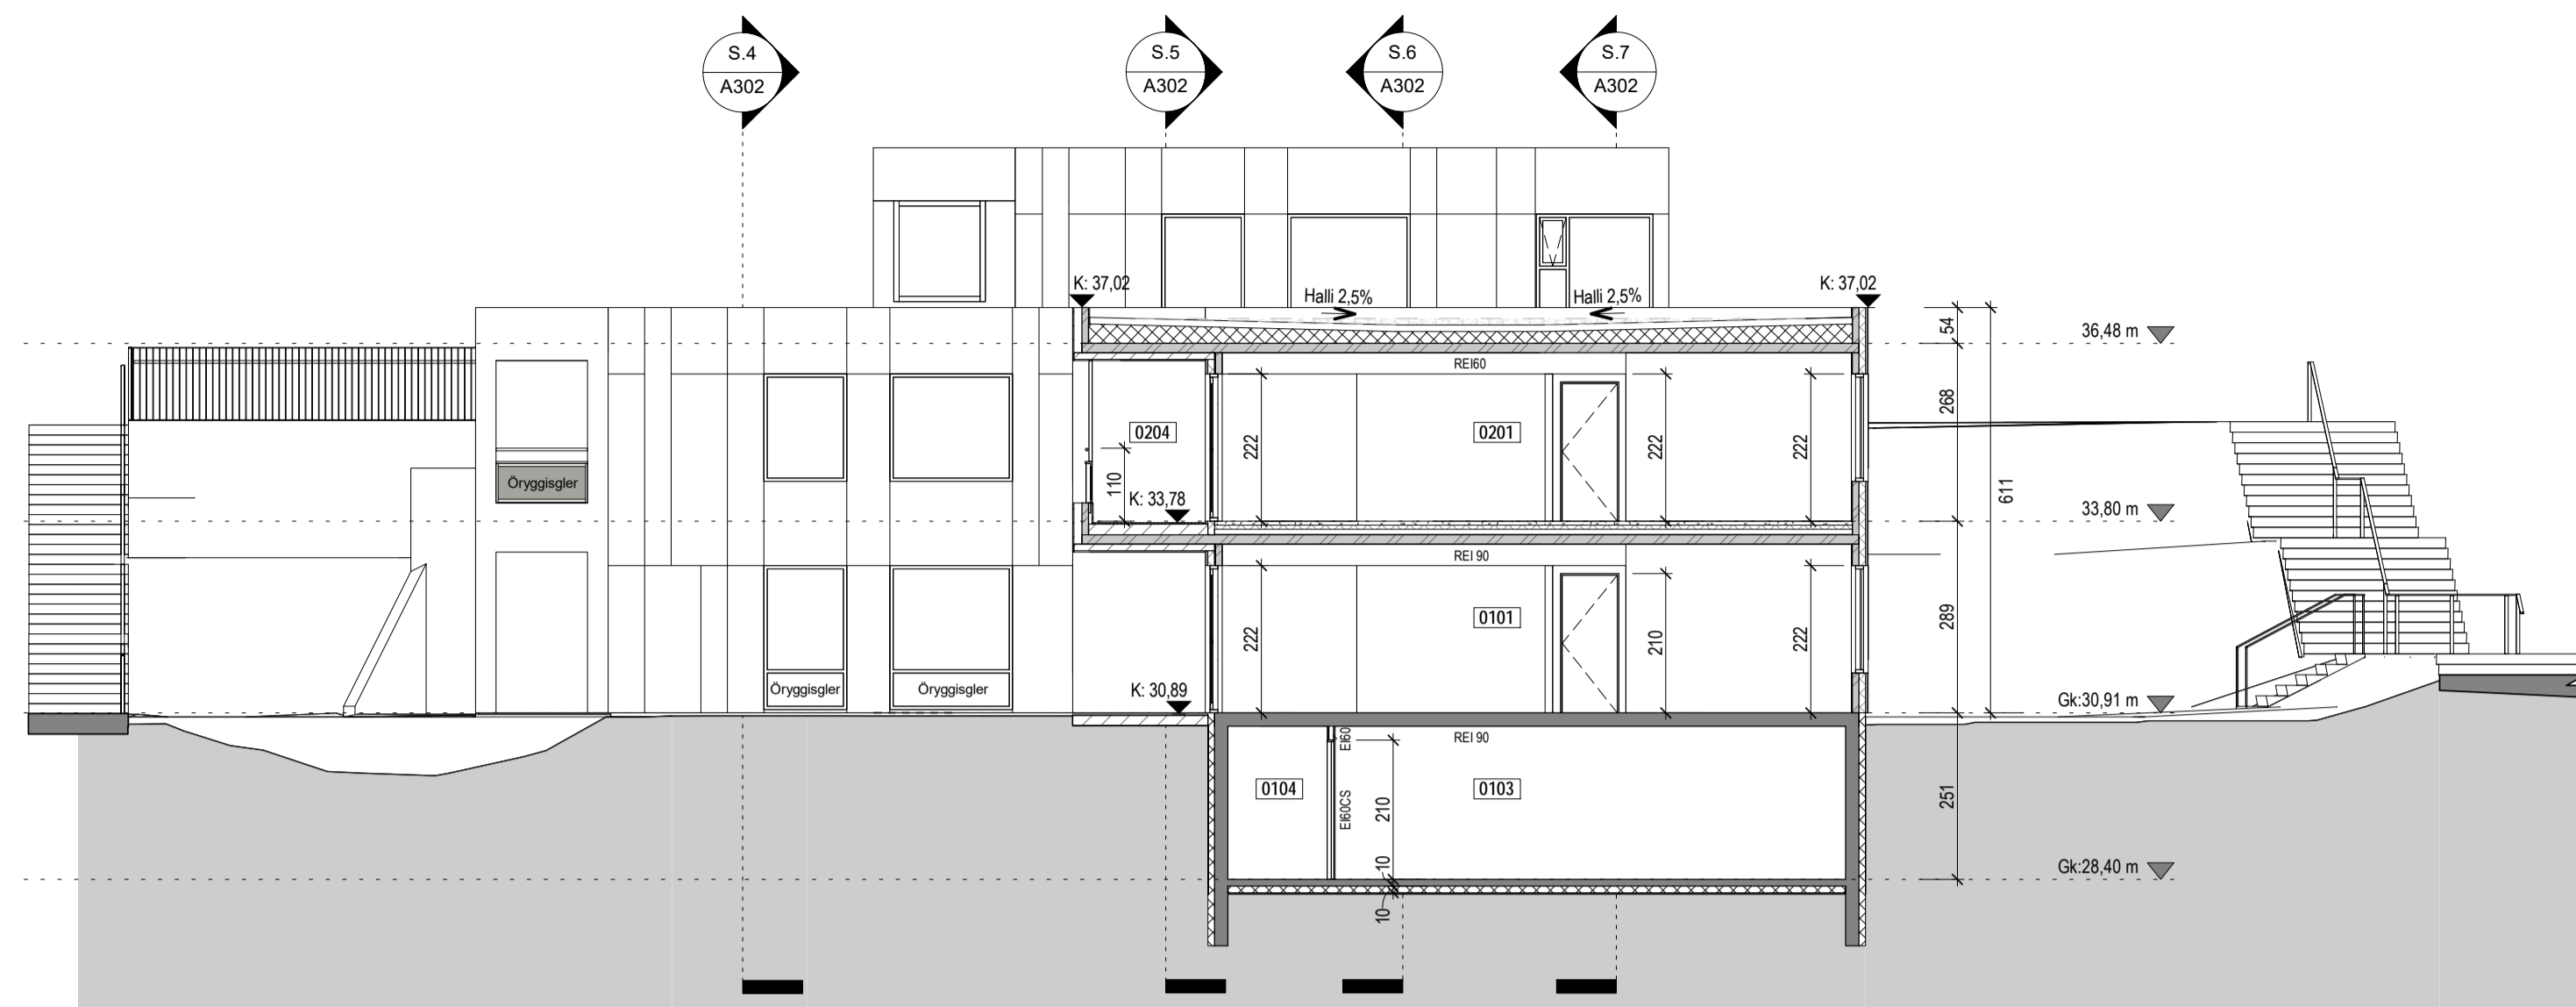 S.4
A302
S.5
A302
S.6
A302
S.7
A302
K: 37,02
Halli 2,5%
Halli 2,5%
K: 37,02
54
36,48 m
REI60
268
222
0204
0201
222
222
110
Öryggisgler
K: 33,78
611
33,80 m
REI 90
289
222
0101
210
222
Öryggisgler
Öryggisgler
K: 30,89
Gk:30,91 m
EI60
REI 90
0104
EI60CS
210
0103
251
10
Gk:28,40 m
10